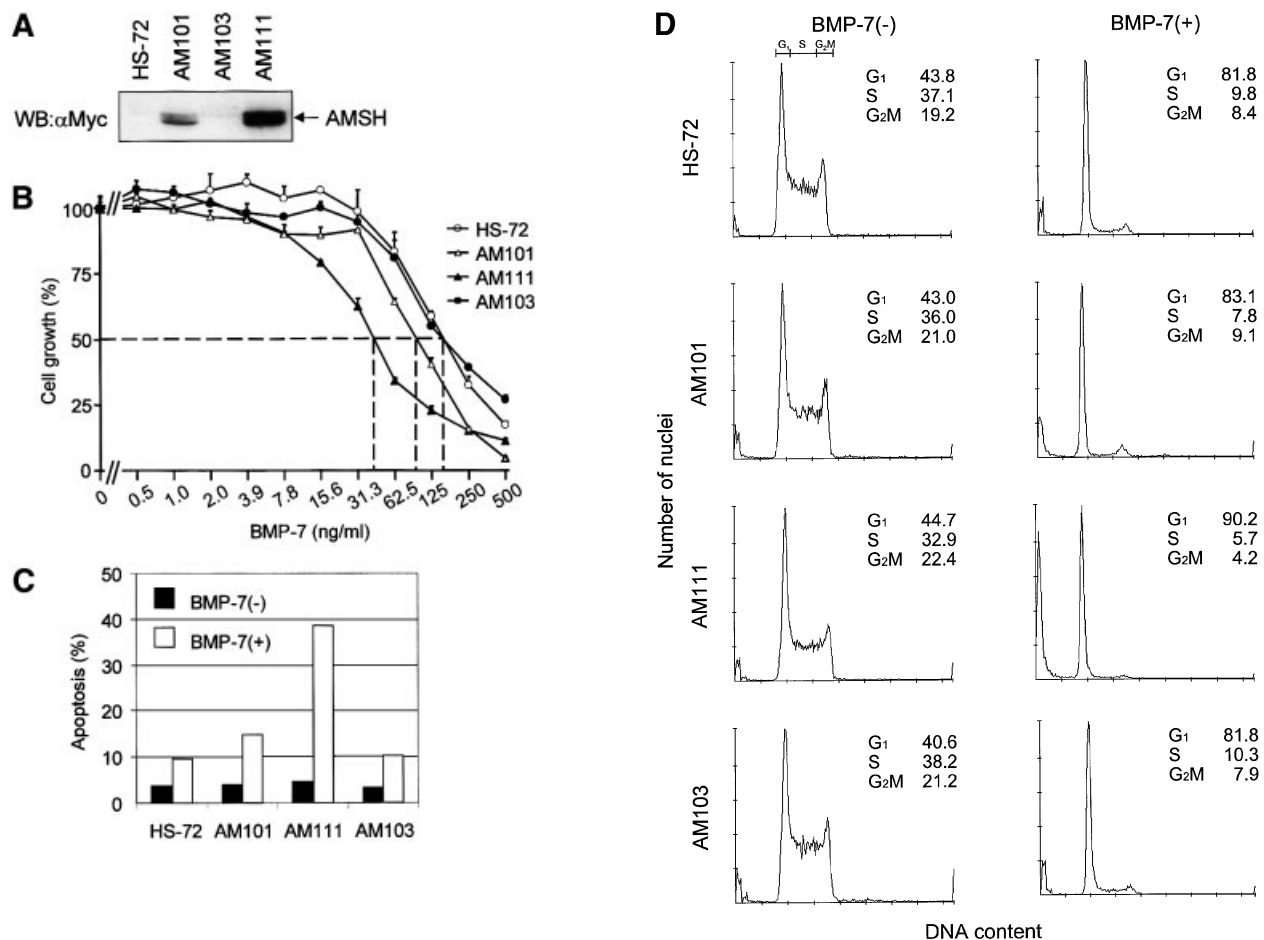 A
HS-72
AM101
AM103
AM111
WB:αMyc
AMSH
B
100
75
50
25
0
Cell growth (%)
HS-72
AM101
AM111
AM103
0 0.5 1.0 2.0 3.9 7.8 15.6 31.3 62.5 125 250 500
BMP-7 (ng/ml)
C
50
40
30
20
10
0
Apoptosis (%)
BMP-7(-)
BMP-7(+)
HS-72 AM101 AM111 AM103
D
BMP-7(-)
BMP-7(+)
G₁ S G₂M
HS-72
G₁ 43.8
S 37.1
G₂M 19.2
G₁ 81.8
S 9.8
G₂M 8.4
AM101
G₁ 43.0
S 36.0
G₂M 21.0
G₁ 83.1
S 7.8
G₂M 9.1
Number of nuclei
AM111
G₁ 44.7
S 32.9
G₂M 22.4
G₁ 90.2
S 5.7
G₂M 4.2
AM103
G₁ 40.6
S 38.2
G₂M 21.2
G₁ 81.8
S 10.3
G₂M 7.9
DNA content